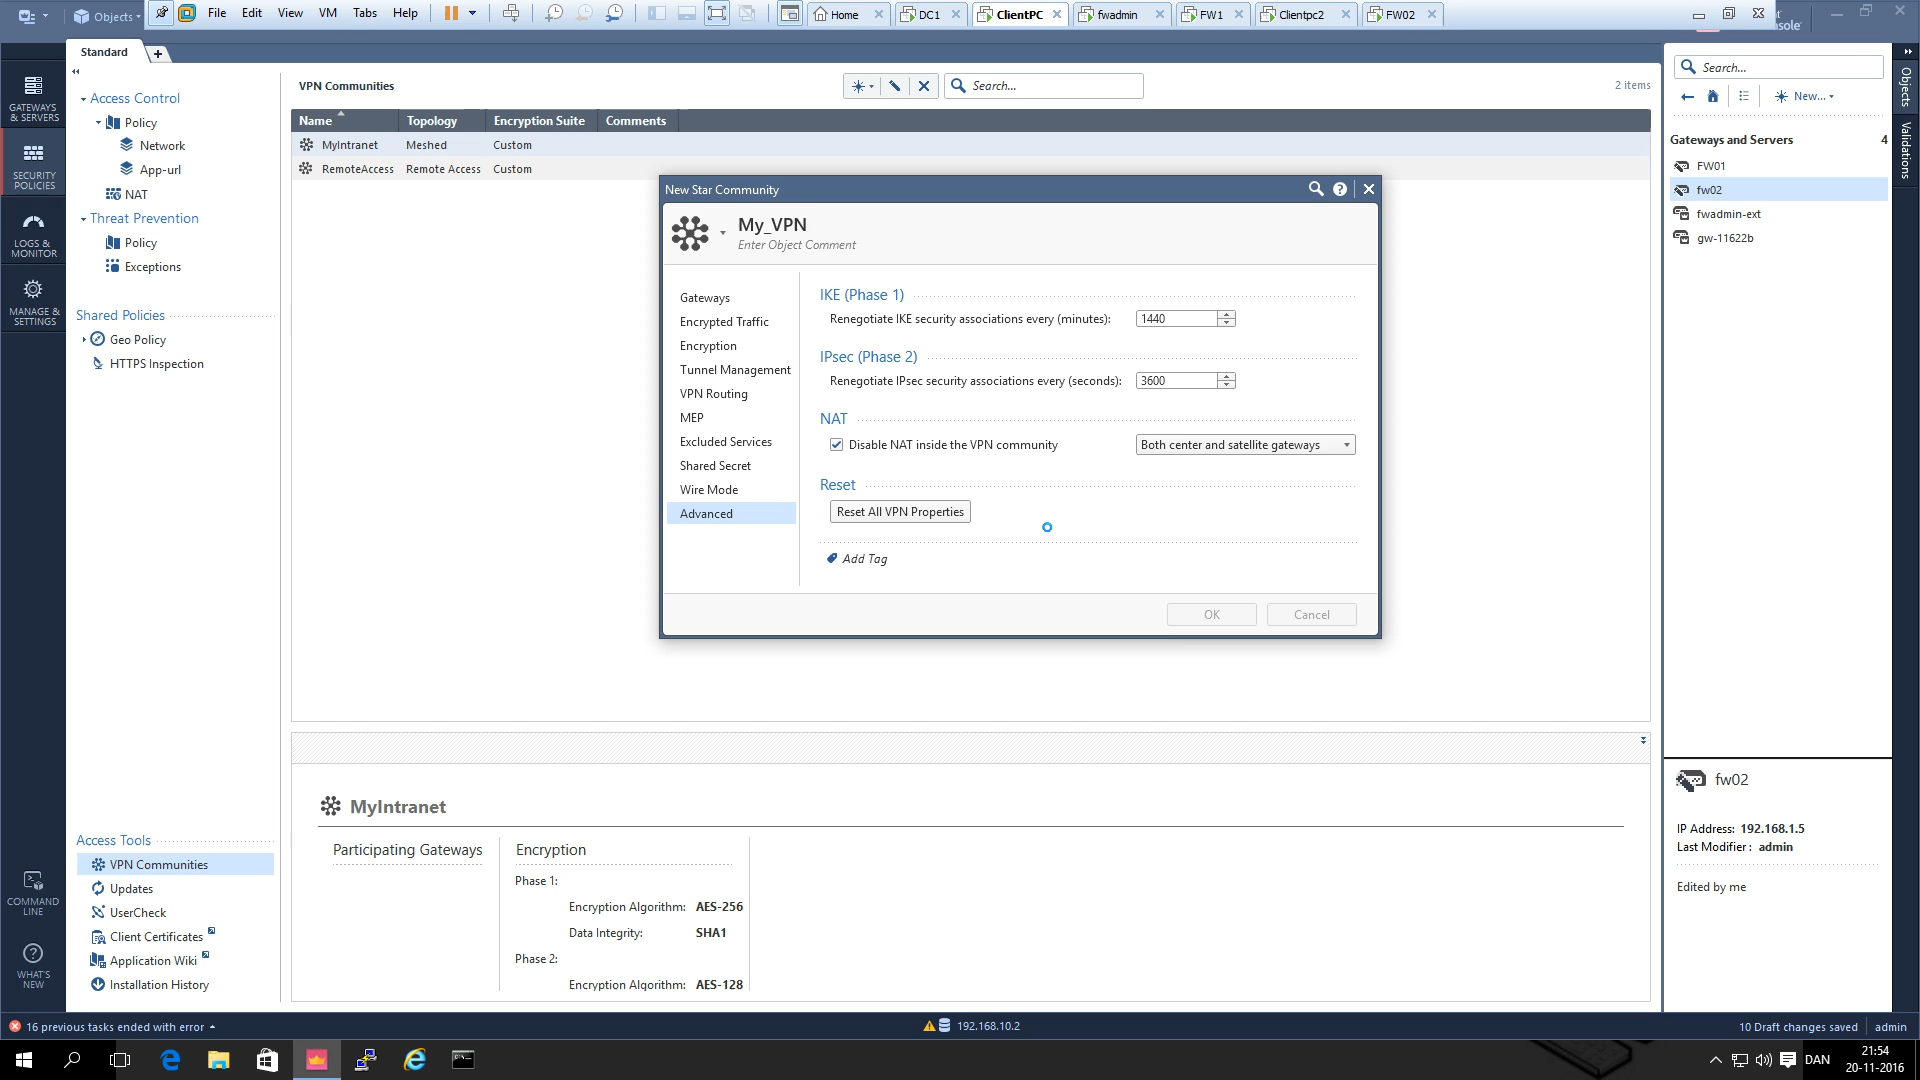 Objects
File Edit View VM Tabs Help
Home
DC1
ClientPC
fwadmin
FW1
Clientpc2
FW02
Standard
+
GATEWAYS
& SERVERS
SECURITY
POLICIES
LOGS &
MONITOR
MANAGE &
SETTINGS
COMMAND
LINE
WHAT'S
NEW
Access Control
Policy
Network
App-url
NAT
Threat Prevention
Policy
Exceptions
Shared Policies
Geo Policy
HTTPS Inspection
Access Tools
VPN Communities
Updates
UserCheck
Client Certificates
Application Wiki
Installation History
VPN Communities
Search...
2 items
Name Topology Encryption Suite Comments
MyIntranet Meshed Custom
RemoteAccess Remote Access Custom
New Star Community
My_VPN
Enter Object Comment
Gateways
Encrypted Traffic
Encryption
Tunnel Management
VPN Routing
MEP
Excluded Services
Shared Secret
Wire Mode
Advanced
IKE (Phase 1)
Renegotiate IKE security associations every (minutes): 1440
IPsec (Phase 2)
Renegotiate IPsec security associations every (seconds): 3600
NAT
Disable NAT inside the VPN community Both center and satellite gateways
Reset
Reset All VPN Properties
Add Tag
OK Cancel
MyIntranet
Participating Gateways
Encryption
Phase 1:
Encryption Algorithm: AES-256
Data Integrity: SHA1
Phase 2:
Encryption Algorithm: AES-128
Search...
New...
Gateways and Servers 4
FW01
fw02
fwadmin-ext
gw-11622b
fw02
IP Address: 192.168.1.5
Last Modifier : admin
Edited by me
Objects
Validations
16 previous tasks ended with error
192.168.10.2
10 Draft changes saved
admin
DAN
21:54
20-11-2016